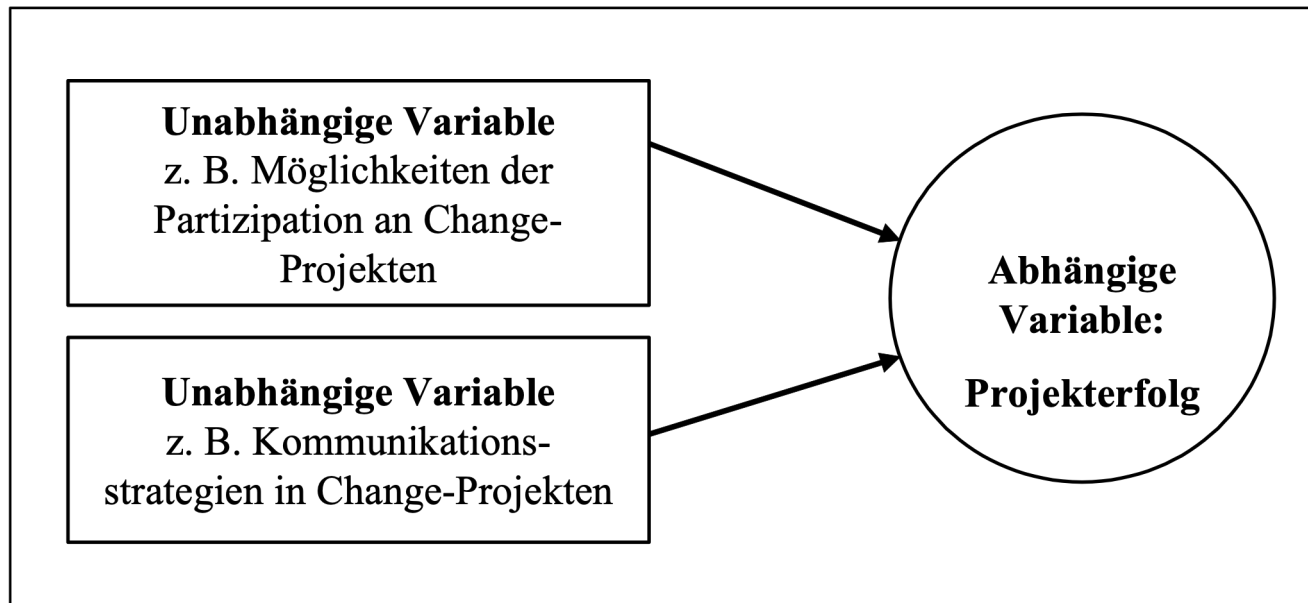 Unabhängige Variable
z. B. Möglichkeiten der
Partizipation an Change-
Projekten
Unabhängige Variable
z. B. Kommunikations-
strategien in Change-Projekten
Abhängige
Variable:
Projekterfolg